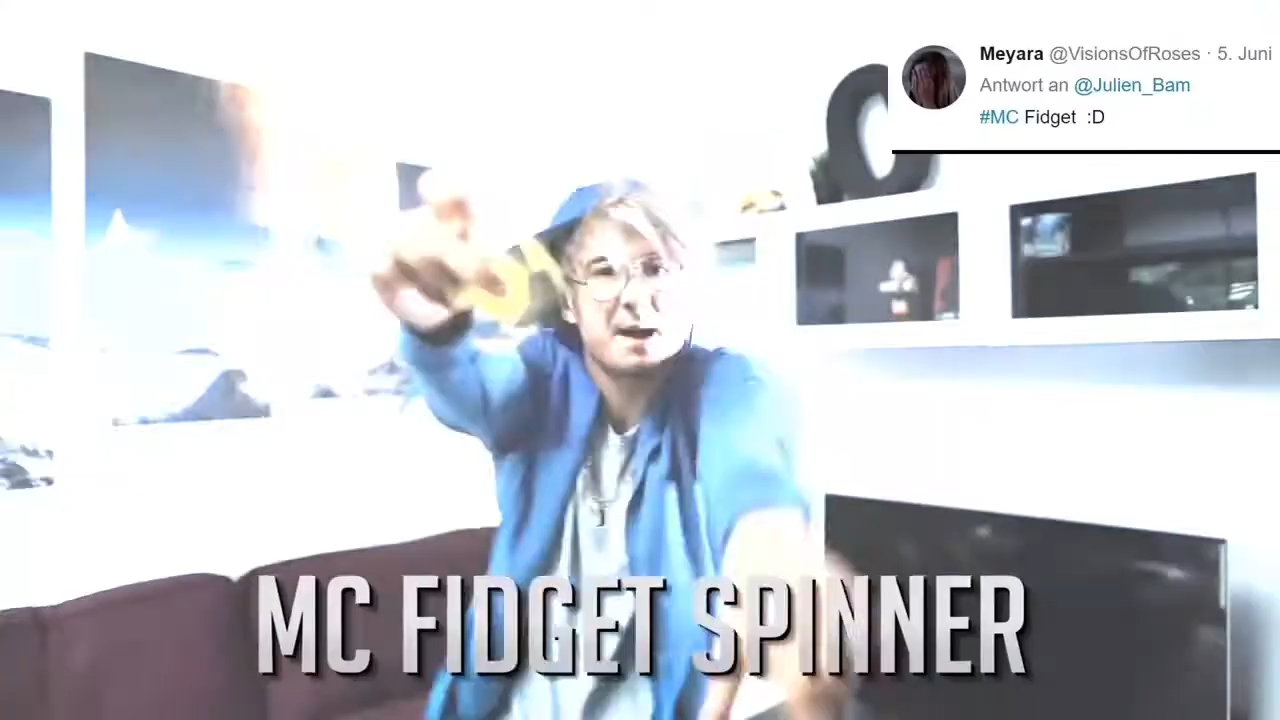 Meyara @VisionsOfRoses · 5. Juni
Antwort an @Julien_Bam
#MC Fidget :D
MC FIDGET SPINNER